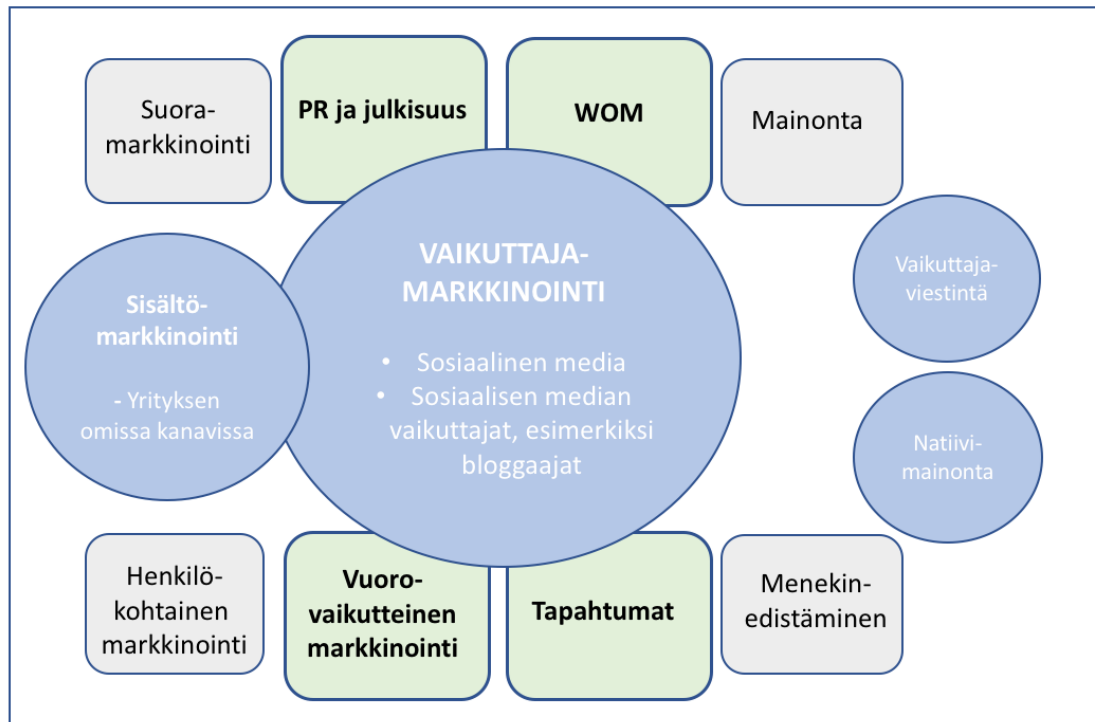 Suora-
markkinointi
PR ja julkisuus
WOM
Mainonta
VAIKUTTAJA-
MARKKINOINTI
• Sosiaalinen media
• Sosiaalisen median
vaikuttajat, esimerkiksi
bloggaajat
Sisältö-
markkinointi
- Yrityksen
omissa kanavissa
Vaikuttaja-
viestintä
Natiivi-
mainonta
Henkilö-
kohtainen
markkinointi
Vuoro-
vaikutteinen
markkinointi
Tapahtumat
Menekin-
edistäminen